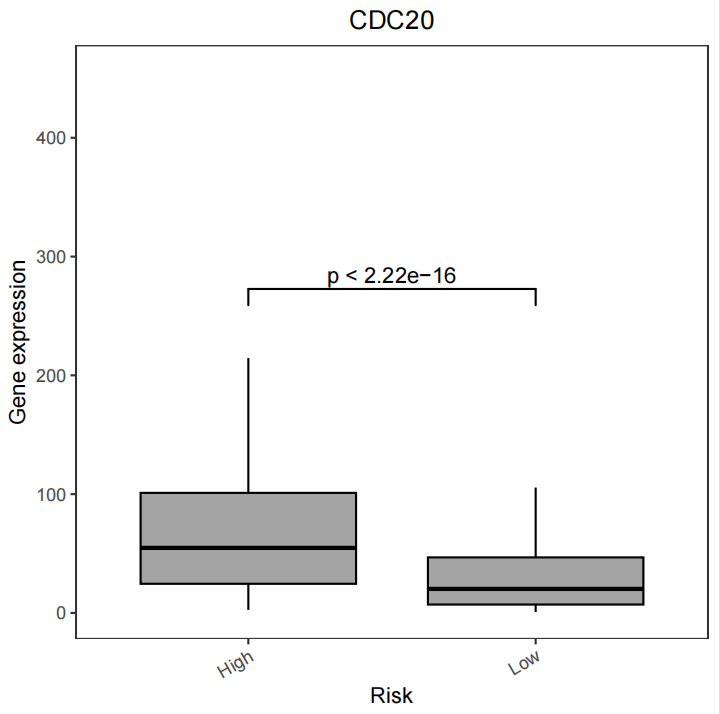 CDC20
400
300
200
100
0
Gene expression
p < 2.22e−16
High
Low
Risk